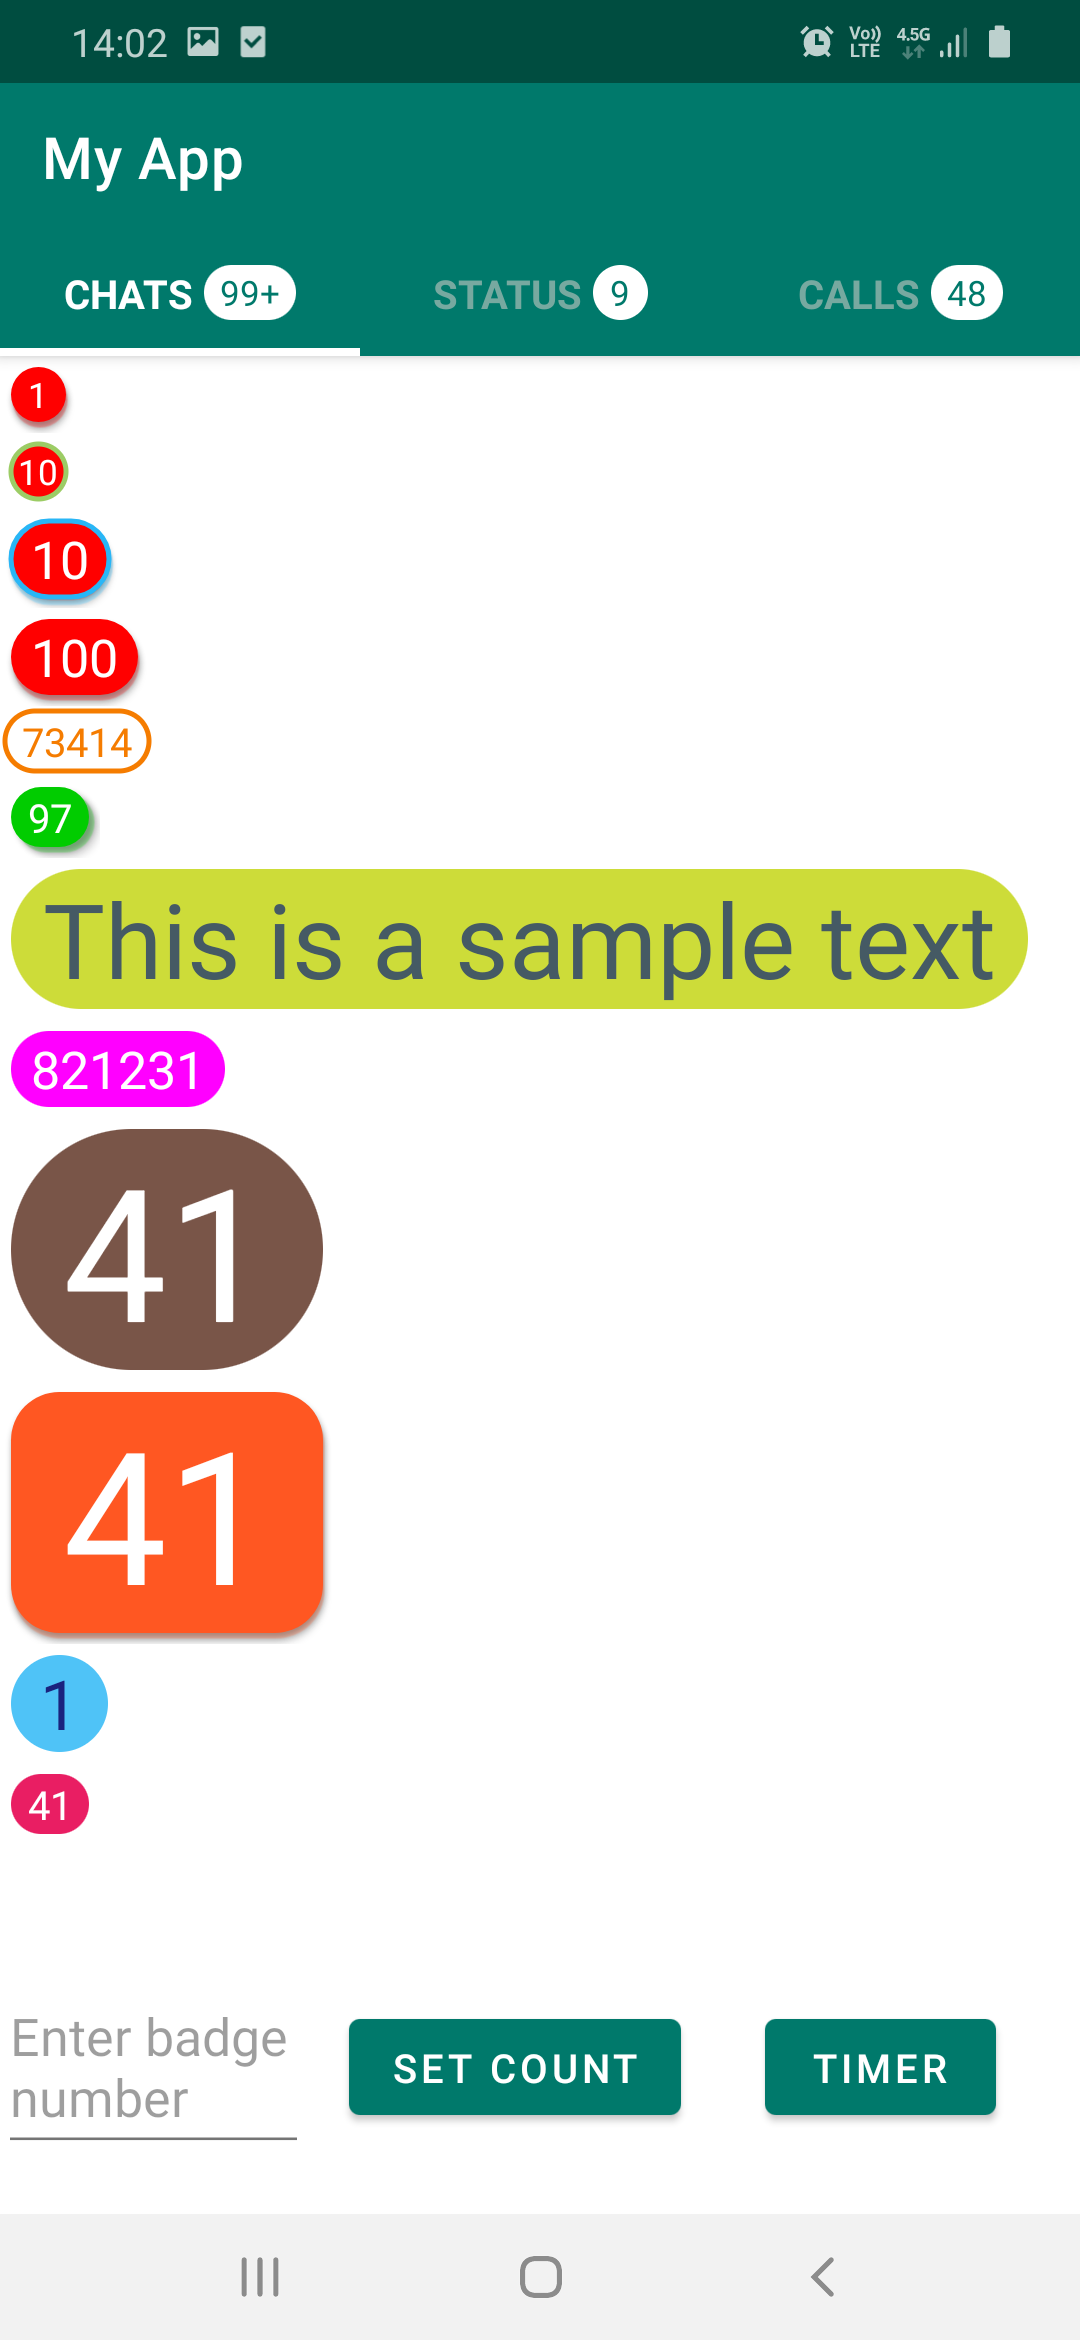 14:02 Vo)) LTE 4.5G
My App
CHATS 99+ STATUS 9 CALLS 48
1
10
10
100
73414
97
This is a sample text
821231
41
41
1
41
Enter badge
number
SET COUNT TIMER